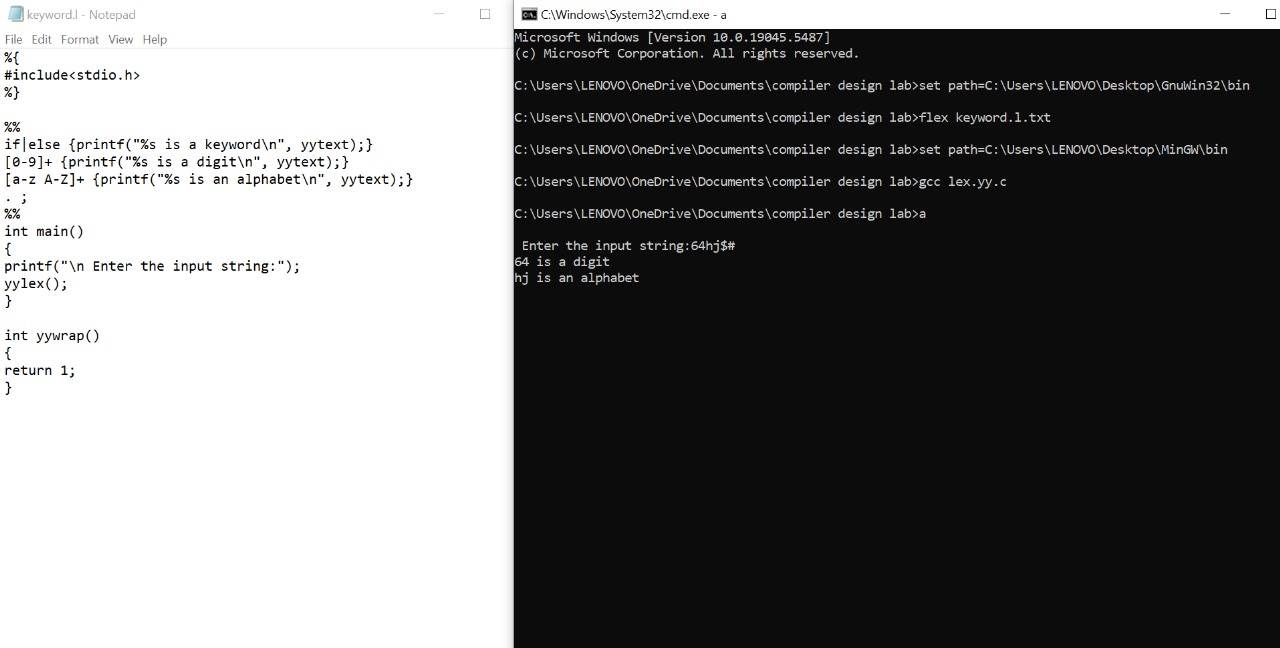 keyword.l - Notepad
File Edit Format View Help
%{
#include<stdio.h>
%}
%%
if|else {printf("%s is a keyword\n", yytext);}
[0-9]+ {printf("%s is a digit\n", yytext);}
[a-z A-Z]+ {printf("%s is an alphabet\n", yytext);}
. ;
%%
int main()
{
printf("\n Enter the input string:");
yylex();
}
int yywrap()
{
return 1;
}
C:\Windows\System32\cmd.exe - a
Microsoft Windows [Version 10.0.19045.5487]
(c) Microsoft Corporation. All rights reserved.
C:\Users\LENOVO\OneDrive\Documents\compiler design lab>set path=C:\Users\LENOVO\Desktop\GnuWin32\bin
C:\Users\LENOVO\OneDrive\Documents\compiler design lab>flex keyword.l.txt
C:\Users\LENOVO\OneDrive\Documents\compiler design lab>set path=C:\Users\LENOVO\Desktop\MinGW\bin
C:\Users\LENOVO\OneDrive\Documents\compiler design lab>gcc lex.yy.c
C:\Users\LENOVO\OneDrive\Documents\compiler design lab>a
Enter the input string:64hj$#
64 is a digit
hj is an alphabet